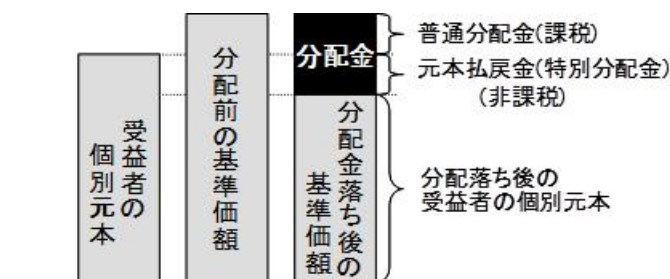 受益者の
個別元本
分配前の基準価額
分配金
分配金落ち後の
基準価額
普通分配金(課税)
元本払戻金(特別分配金)
(非課税)
分配落ち後の
受益者の個別元本